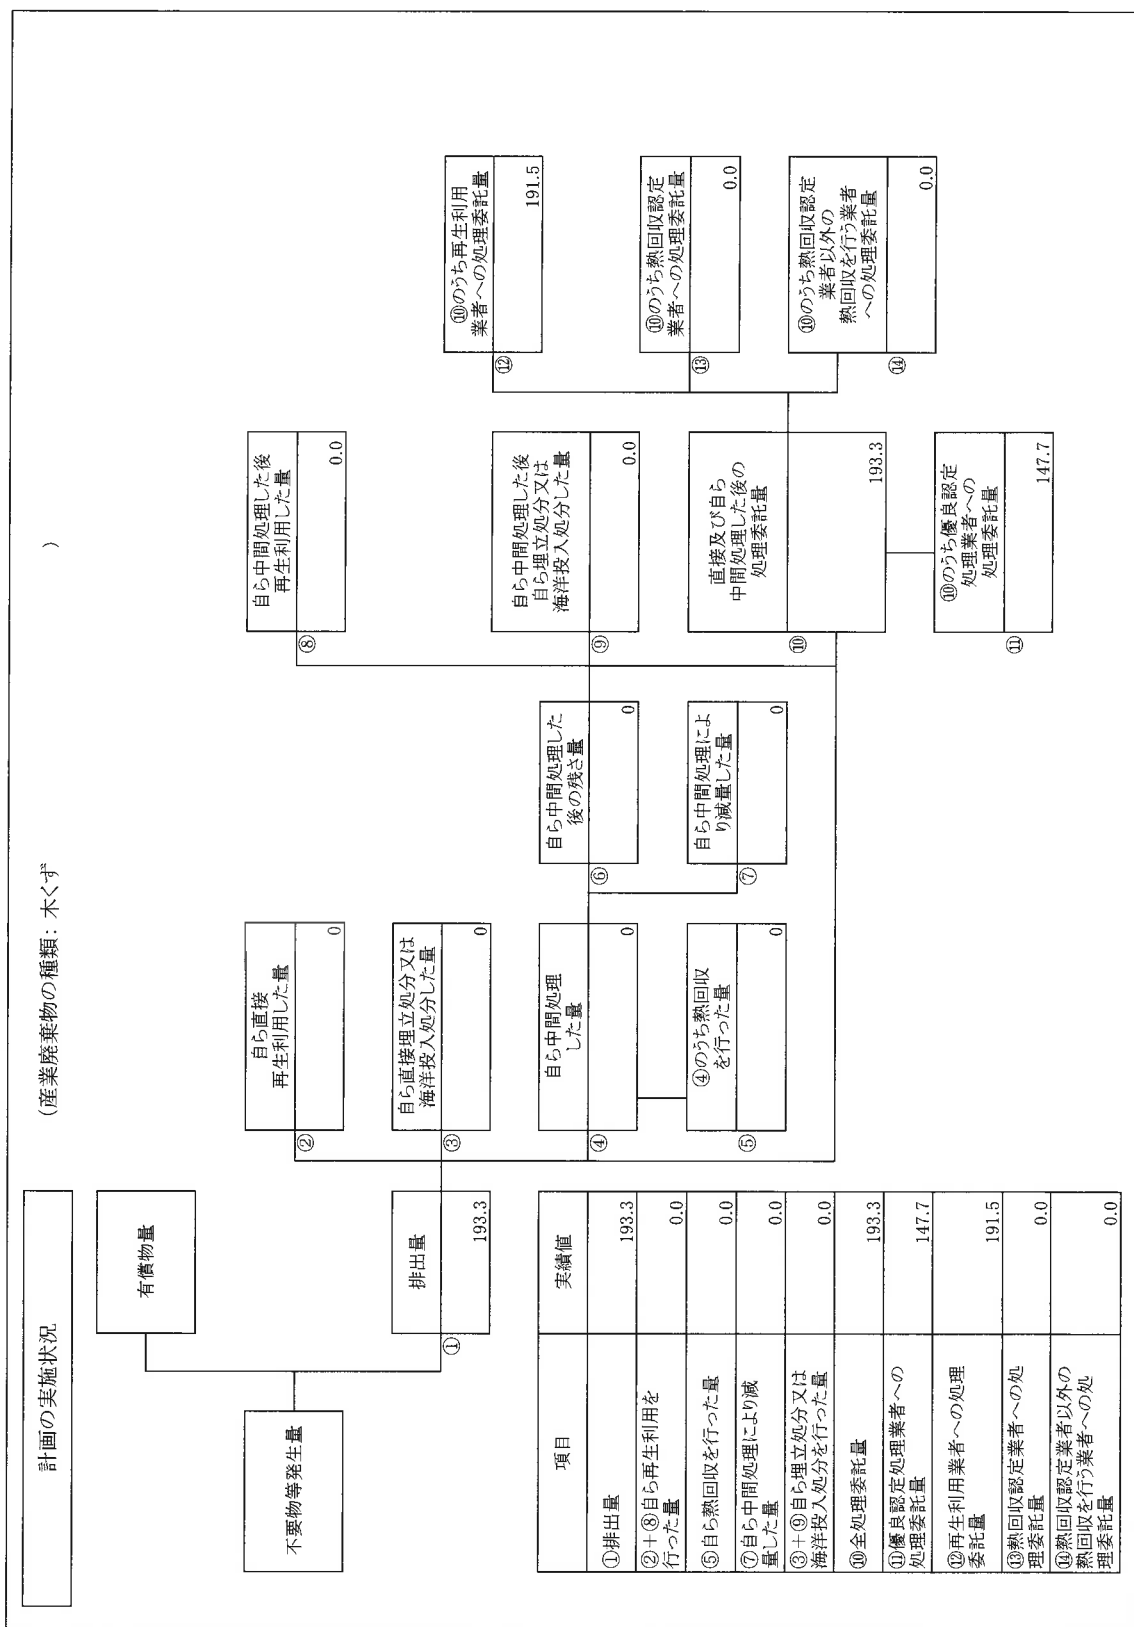 計画の実施状況
(産業廃棄物の種類: 木くず
)
不要物等発生量
有償物量
①
排出量
193.3
②
自ら直接
再生利用した量
0
③
自ら直接埋立処分又は
海洋投入処分した量
0
④
自ら中間処理
した量
0
⑤
④のうち熱回収
を行った量
0
⑥
自ら中間処理した
後の残さ量
0
⑦
自ら中間処理によ
り減量した量
0
⑧
自ら中間処理した後
再生利用した量
0.0
⑨
自ら中間処理した後
自ら埋立処分又は
海洋投入処分した量
0.0
⑩
直接及び自ら
中間処理した後の
処理委託量
193.3
⑪
⑩のうち優良認定
処理業者への
処理委託量
147.7
⑫
⑩のうち再生利用
業者への処理委託量
191.5
⑬
⑩のうち熱回収認定
業者への処理委託量
0.0
⑭
⑩のうち熱回収認定
業者以外の
熱回収を行う業者
への処理委託量
0.0
項目
実績値
①排出量
193.3
②+⑧自ら再生利用を
行った量
0.0
⑤自ら熱回収を行った量
0.0
⑦自ら中間処理により減
量した量
0.0
③+⑨自ら埋立処分又は
海洋投入処分を行った量
0.0
⑩全処理委託量
193.3
⑪優良認定処理業者への
処理委託量
147.7
⑫再生利用業者への処理
委託量
191.5
⑬熱回収認定業者への処
理委託量
0.0
⑭熱回収認定業者以外の
熱回収を行う業者への処
理委託量
0.0